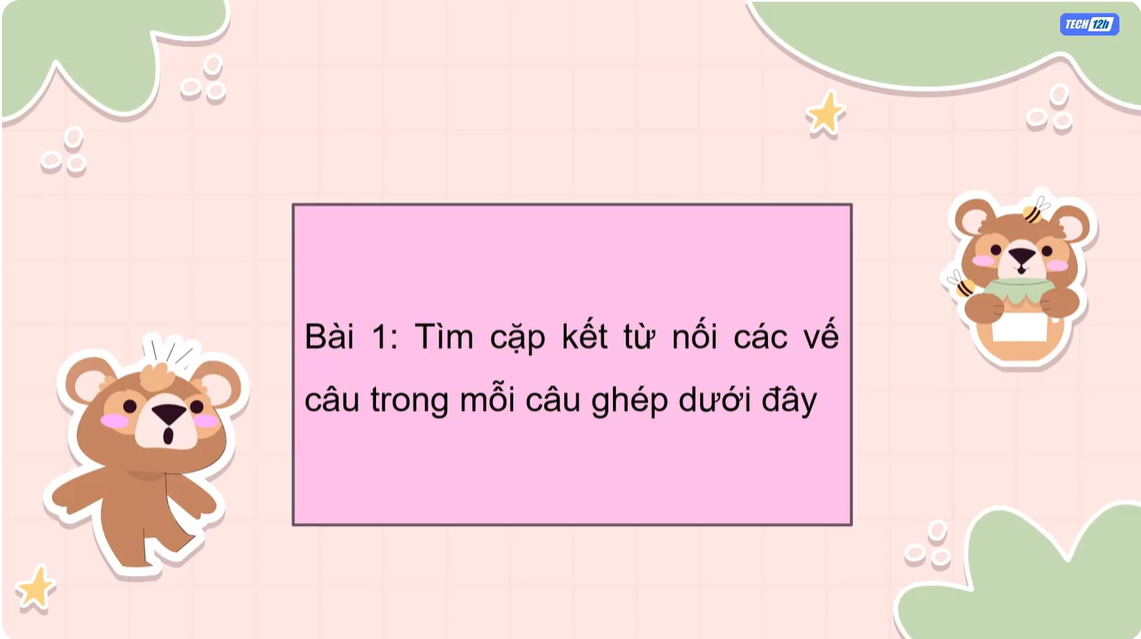 TECH 12h
Bài 1: Tìm cặp kết từ nối các vế
câu trong mỗi câu ghép dưới đây